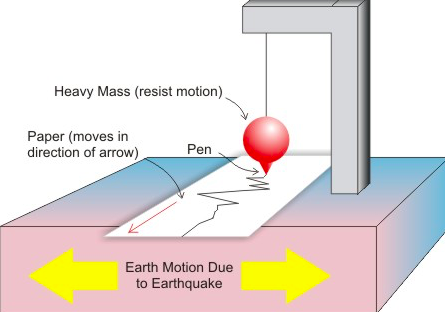 Heavy Mass (resist motion)
Paper (moves in
direction of arrow)
Pen
Earth Motion Due
to Earthquake